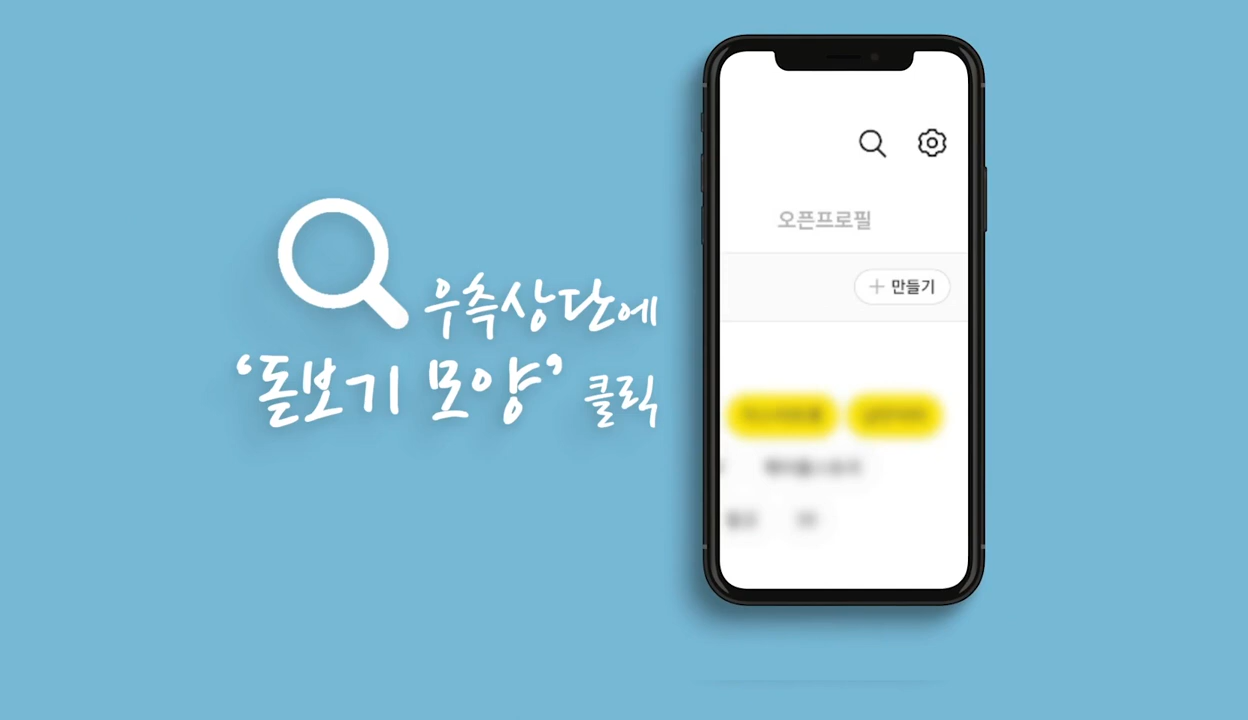 우측상단에
‘돋보기 모양’ 클릭
오픈프로필
+ 만들기